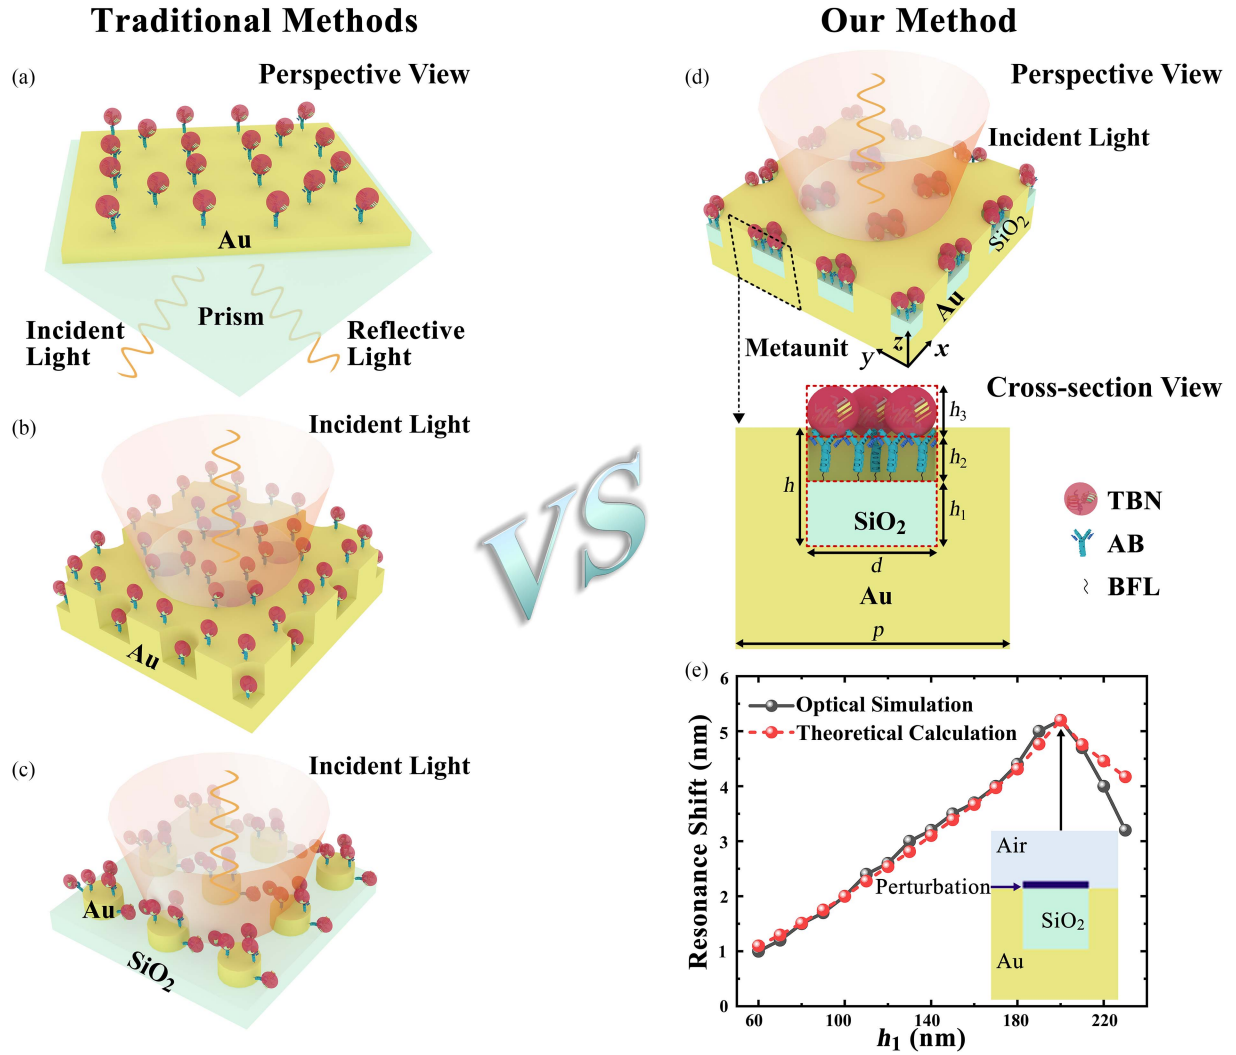 Traditional Methods
(a)
Perspective View
Au
Prism
Incident
Light
Reflective
Light
(b)
Incident Light
Au
(c)
Incident Light
Au
SiO₂
VS
Our Method
(d)
Perspective View
Incident Light
SiO₂
Au
z
x
y
Metaunit
Cross-section View
h₃
h₂
h
h₁
SiO₂
d
Au
p
TBN
AB
BFL
(e)
Resonance Shift (nm)
6
5
4
3
2
1
0
Optical Simulation
Theoretical Calculation
Air
Perturbation
SiO₂
Au
60
100
140
180
220
h₁ (nm)